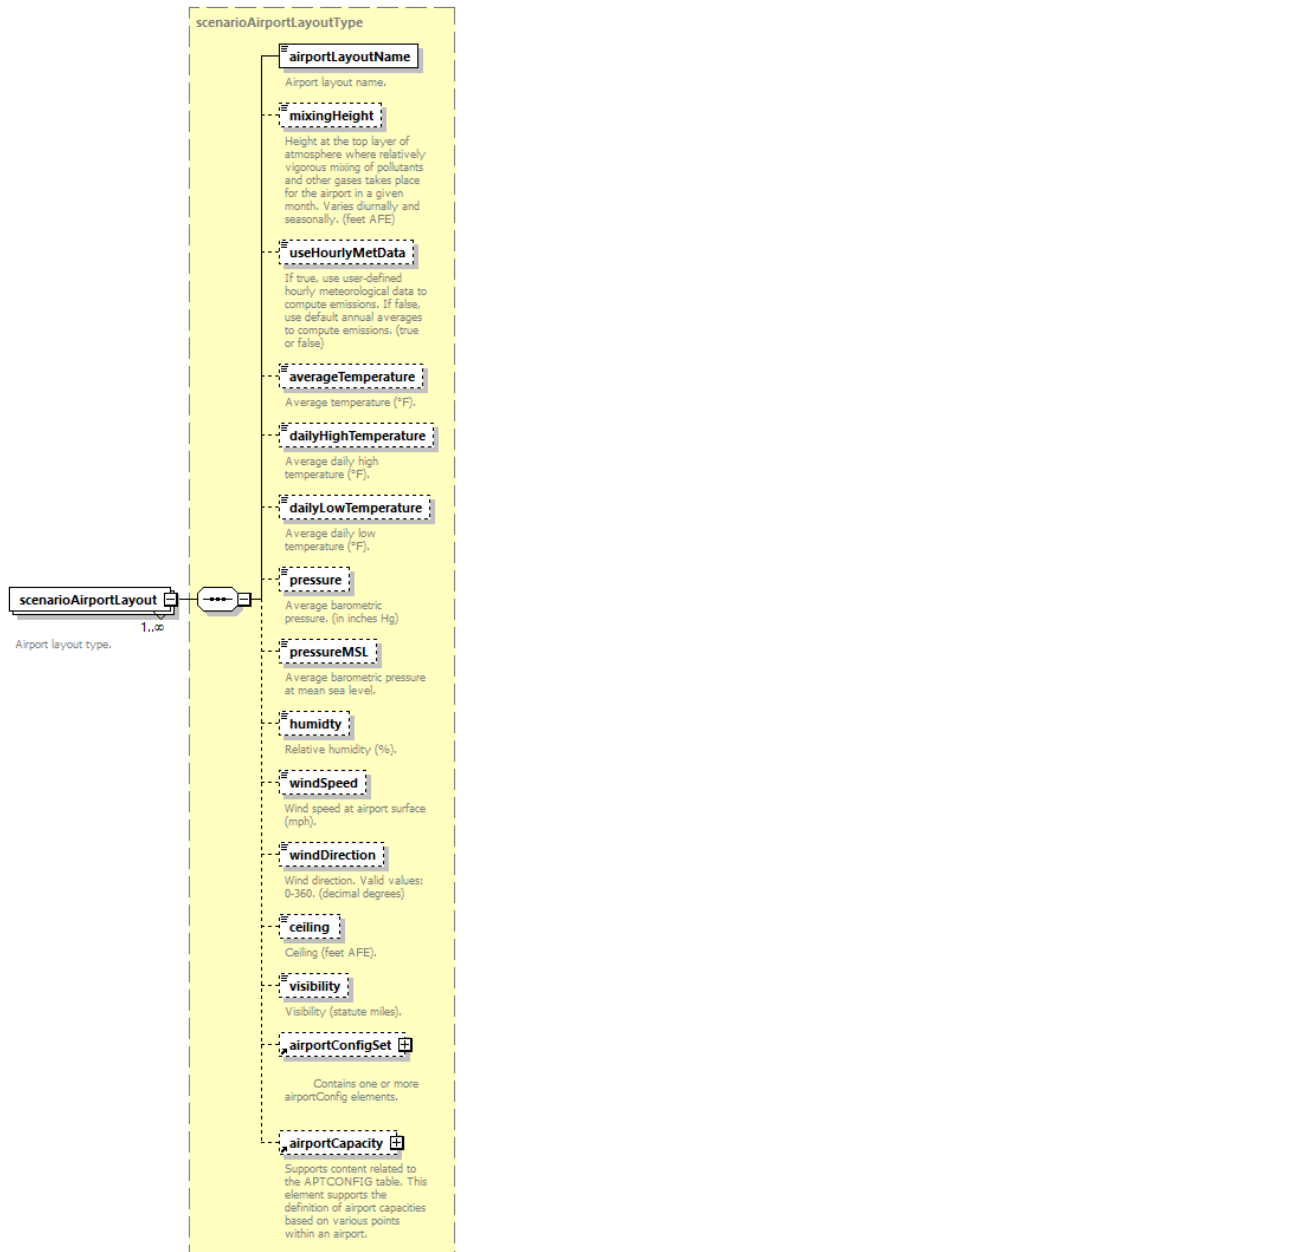 scenarioAirportLayoutType
airportLayoutName
Airport layout name.
mixingHeight
Height at the top layer of
atmosphere where relatively
vigorous mixing of pollutants
and other gases takes place
for the airport in a given
month. Varies diurnally and
seasonally. (feet AFE)
useHourlyMetData
If true, use user-defined
hourly meteorological data to
compute emissions. If false,
use default annual averages
to compute emissions. (true
or false)
averageTemperature
Average temperature (°F).
dailyHighTemperature
Average daily high
temperature (°F).
dailyLowTemperature
Average daily low
temperature (°F).
scenarioAirportLayout
1..∞
Airport layout type.
pressure
Average barometric
pressure. (in inches Hg)
pressureMSL
Average barometric pressure
at mean sea level.
humidty
Relative humidity (%).
windSpeed
Wind speed at airport surface
(mph).
windDirection
Wind direction. Valid values:
0-360. (decimal degrees)
ceiling
Ceiling (feet AFE).
visibility
Visibility (statute miles).
airportConfigSet
Contains one or more
airportConfig elements.
airportCapacity
Supports content related to
the APTCONFIG table. This
element supports the
definition of airport capacities
based on various points
within an airport.